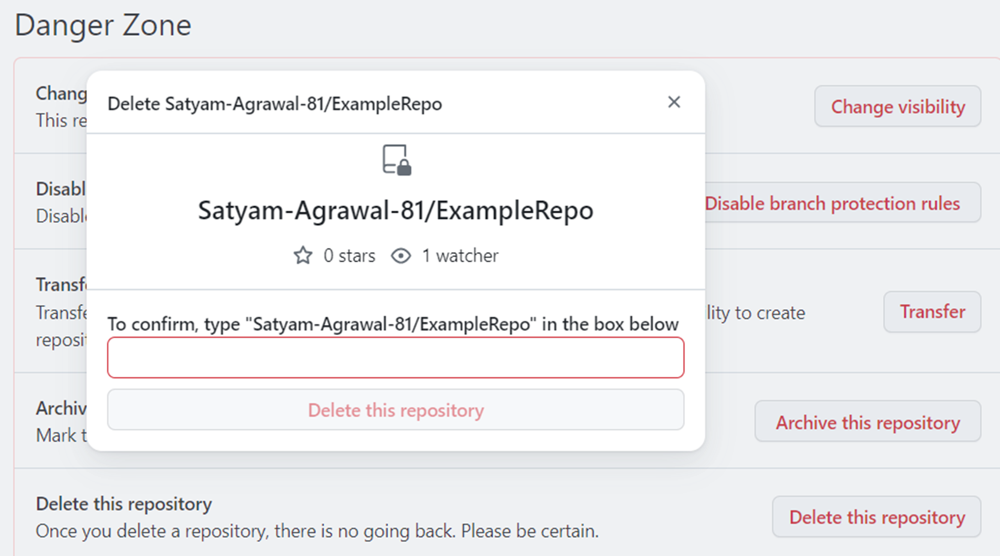 Danger Zone
Delete Satyam-Agrawal-81/ExampleRepo
Satyam-Agrawal-81/ExampleRepo
0 stars 1 watcher
To confirm, type "Satyam-Agrawal-81/ExampleRepo" in the box below
Delete this repository
Chang
This re
Change visibility
Disabl
Disabl
Disable branch protection rules
Transf
Transfe
lity to create
reposit
Transfer
Archiv
Mark t
Archive this repository
Delete this repository
Once you delete a repository, there is no going back. Please be certain.
Delete this repository